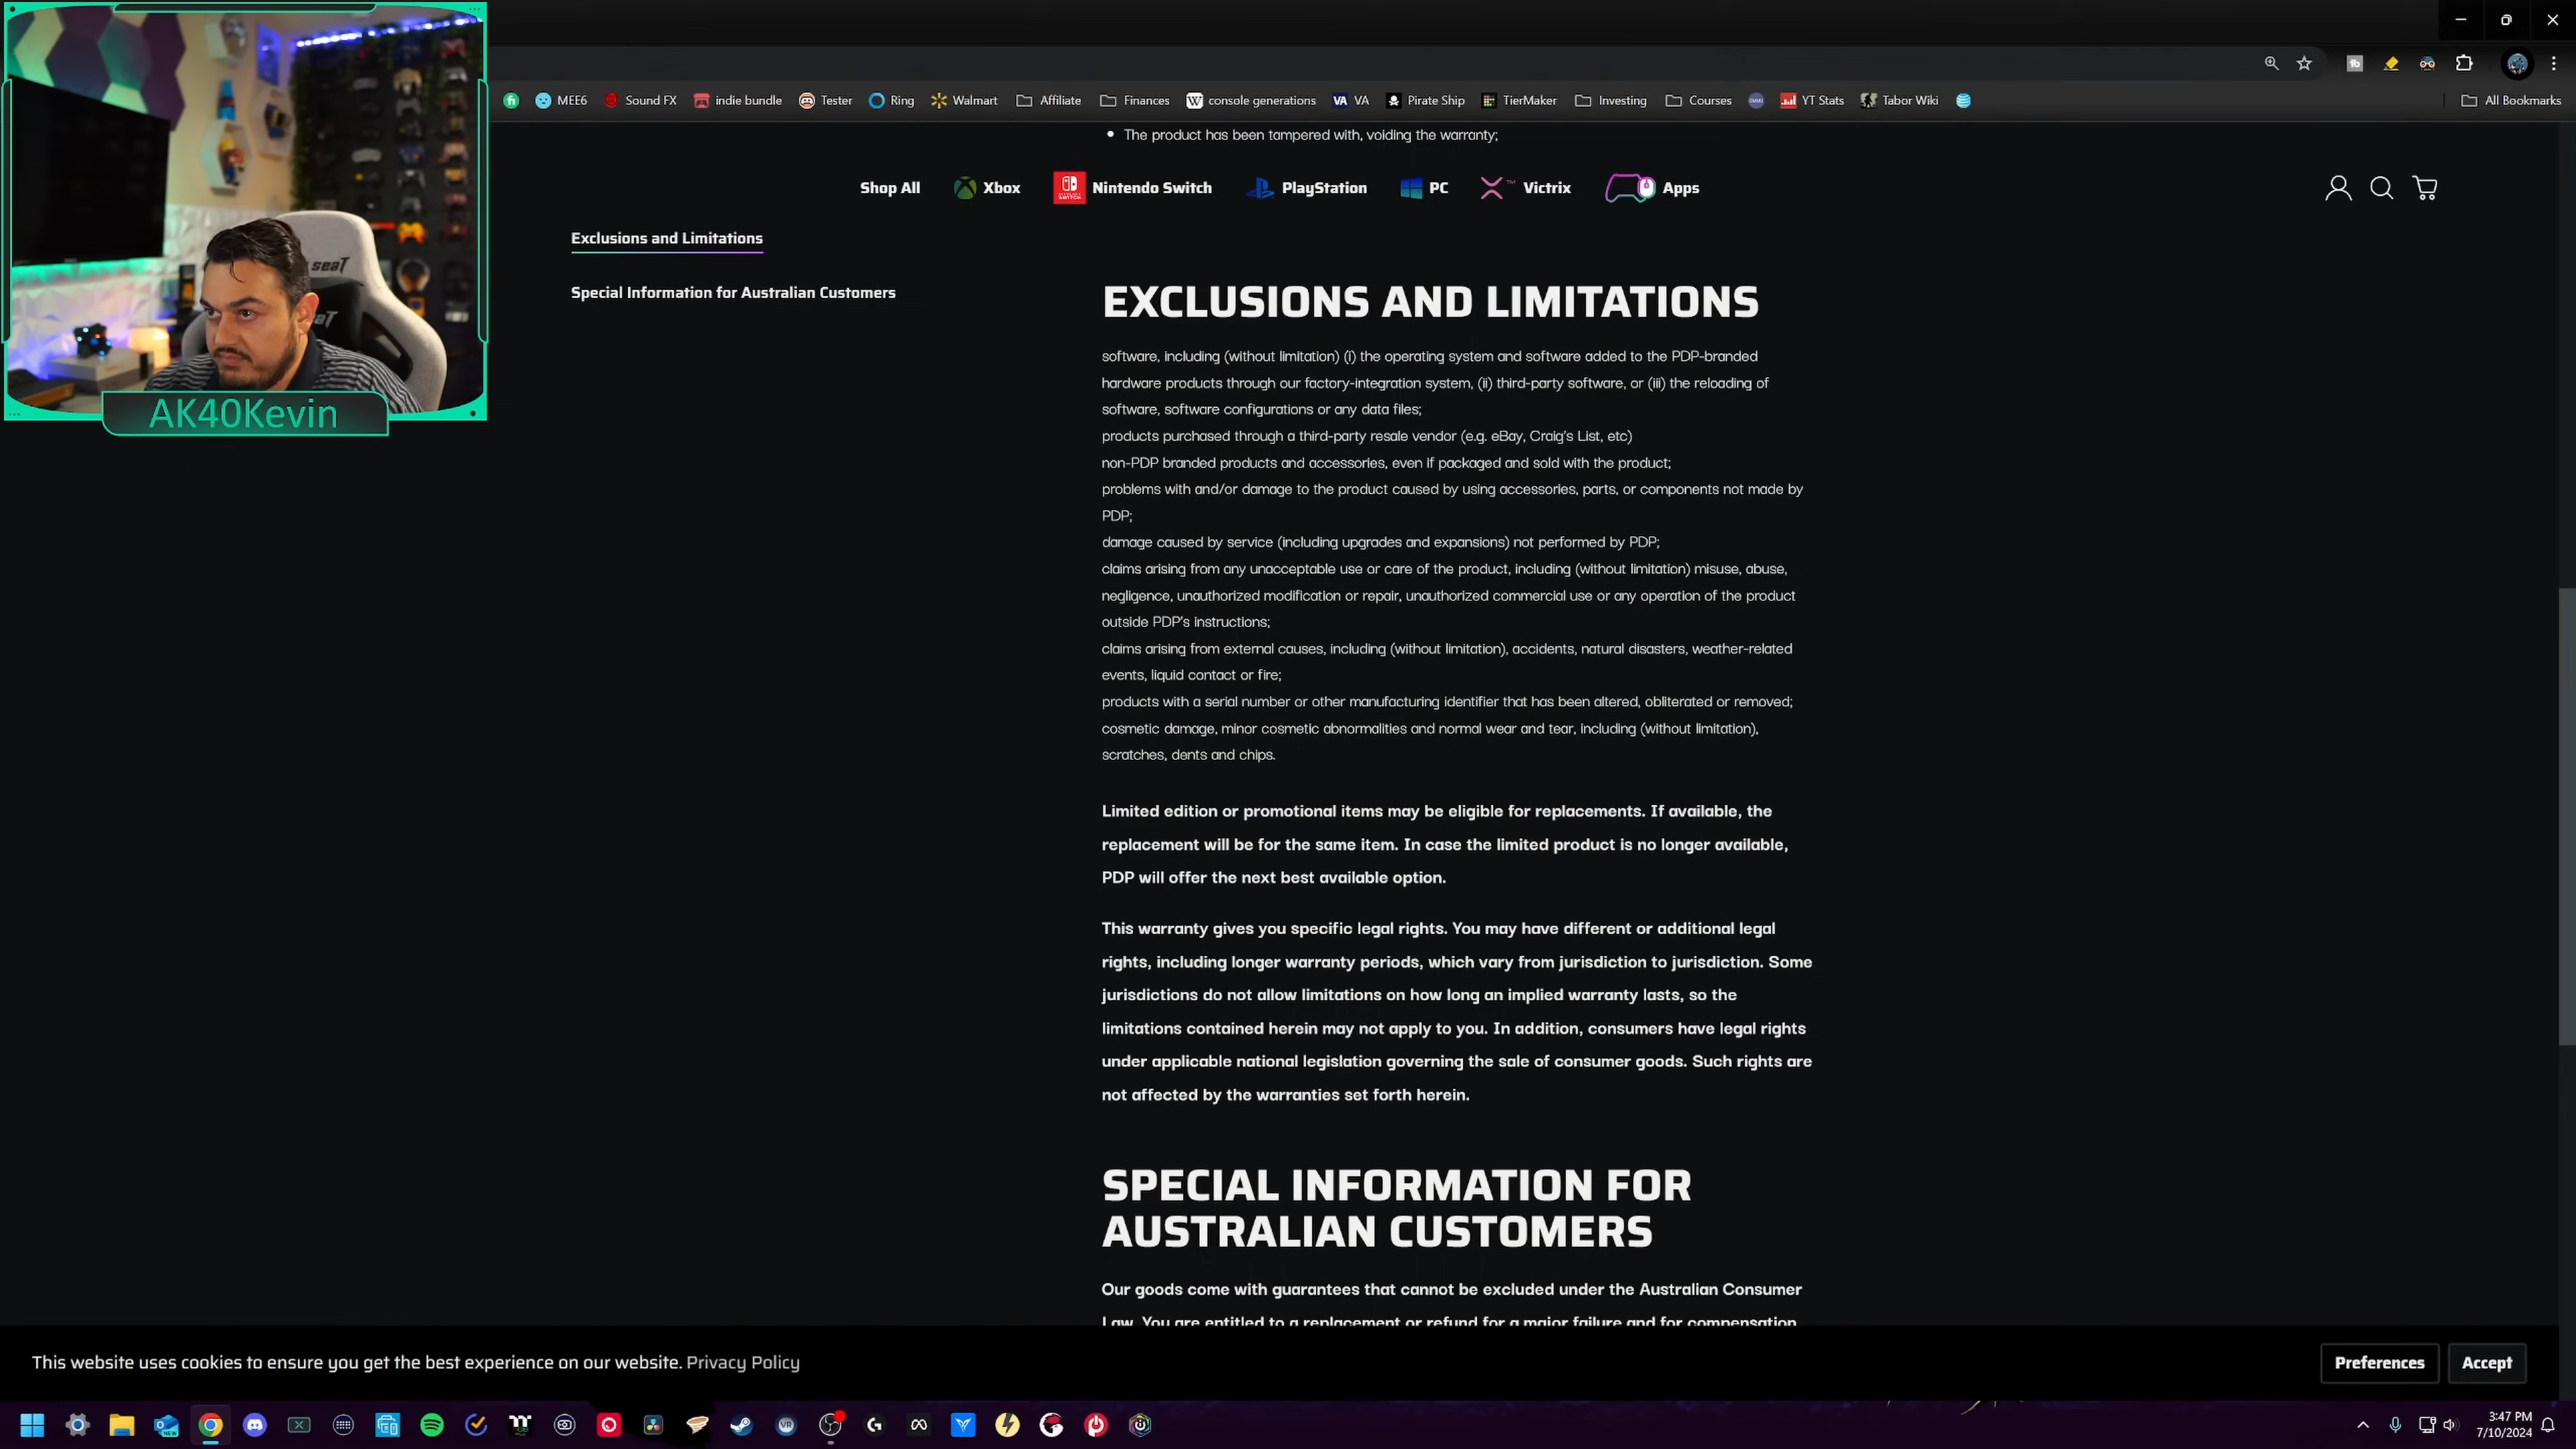 seaT
aT
AK40Kevin
MEE6
Sound FX
indie bundle
Tester
Ring
Walmart
Affiliate
Finances
console generations
VA VA
Pirate Ship
TierMaker
Investing
Courses
YT Stats
Tabor Wiki
All Bookmarks
The product has been tampered with, voiding the warranty;
Shop All
Xbox
Nintendo Switch
PlayStation
PC
Victrix
Apps
Exclusions and Limitations
Special Information for Australian Customers
EXCLUSIONS AND LIMITATIONS
software, including (without limitation) (I) the operating system and software added to the PDP-branded
hardware products through our factory-integration system, (ii) third-party software, or (iii) the reloading of
software, software configurations or any data files;
products purchased through a third-party resale vendor (e.g. eBay, Craig's List, etc)
non-PDP branded products and accessories, even if packaged and sold with the product;
problems with and/or damage to the product caused by using accessories, parts, or components not made by
PDP;
damage caused by service (including upgrades and expansions) not performed by PDP;
claims arising from any unacceptable use or care of the product, including (without limitation) misuse, abuse,
negligence, unauthorized modification or repair, unauthorized commercial use or any operation of the product
outside PDP's instructions;
claims arising from external causes, including (without limitation), accidents, natural disasters, weather-related
events, liquid contact or fire;
products with a serial number or other manufacturing identifier that has been altered, obliterated or removed;
cosmetic damage, minor cosmetic abnormalities and normal wear and tear, including (without limitation),
scratches, dents and chips.
Limited edition or promotional items may be eligible for replacements. If available, the
replacement will be for the same item. In case the limited product is no longer available,
PDP will offer the next best available option.
This warranty gives you specific legal rights. You may have different or additional legal
rights, including longer warranty periods, which vary from jurisdiction to jurisdiction. Some
jurisdictions do not allow limitations on how long an implied warranty lasts, so the
limitations contained herein may not apply to you. In addition, consumers have legal rights
under applicable national legislation governing the sale of consumer goods. Such rights are
not affected by the warranties set forth herein.
SPECIAL INFORMATION FOR
AUSTRALIAN CUSTOMERS
Our goods come with guarantees that cannot be excluded under the Australian Consumer
Law. You are entitled to a replacement or refund for a major failure and for compensation
This website uses cookies to ensure you get the best experience on our website. Privacy Policy
Preferences
Accept
3:47 PM
7/10/2024